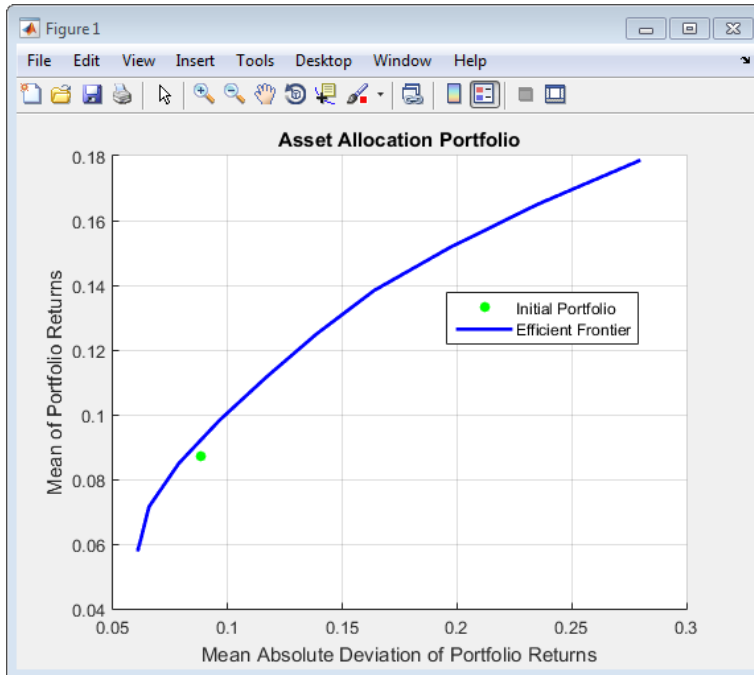 Figure 1
File Edit View Insert Tools Desktop Window Help
Asset Allocation Portfolio
0.18
0.16
0.14
0.12
0.1
0.08
0.06
0.04
Mean of Portfolio Returns
Initial Portfolio
Efficient Frontier
0.05 0.1 0.15 0.2 0.25 0.3
Mean Absolute Deviation of Portfolio Returns